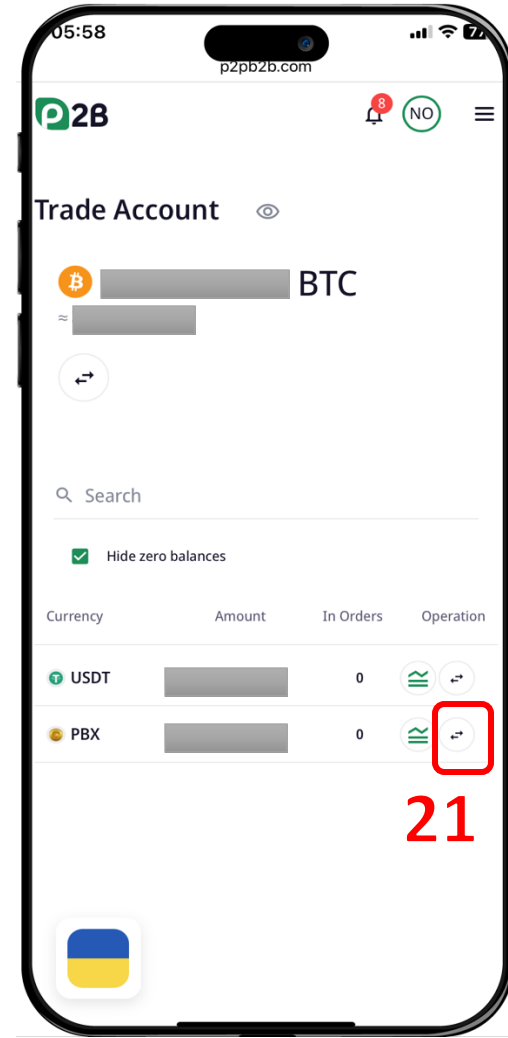 05:58
p2pb2b.com
P2B
8
NO
Trade Account
BTC
≈
Search
Hide zero balances
Currency Amount In Orders Operation
USDT 0
PBX 0
21